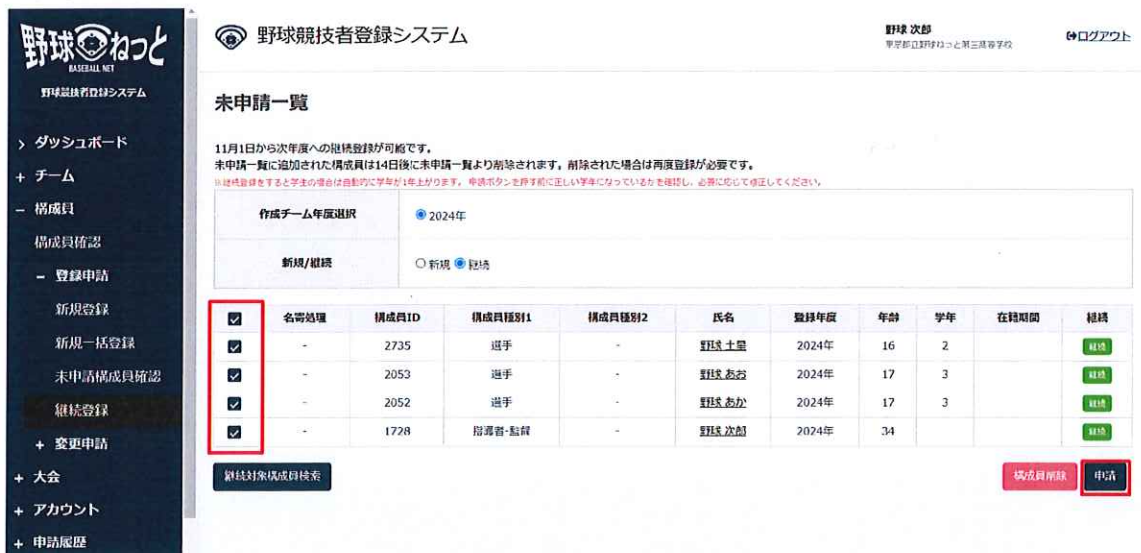 野球ねっと
BASEBALL NET
野球競技者登録システム
> ダッシュボード
+ チーム
− 構成員
構成員確認
− 登録申請
新規登録
新規一括登録
未申請構成員確認
継続登録
+ 変更申請
+ 大会
+ アカウント
+ 申請履歴
野球競技者登録システム
野球 次郎
東京都立野球ねっと第三高等学校
ログアウト
未申請一覧
11月1日から次年度への継続登録が可能です。
未申請一覧に追加された構成員は14日後に未申請一覧より削除されます。削除された場合は再度登録が必要です。
※継続登録をすると学生の場合は自動的に学年が1年上がります。申請ボタンを押す前に正しい学年になっているかを確認し、必要に応じて修正してください。
作成チーム年度選択 2024年
新規/継続 新規 継続
名寄処理 構成員ID 構成員種別1 構成員種別2 氏名 登録年度 年齢 学年 在籍期間 継続
- 2735 選手 - 野球 土星 2024年 16 2 継続
- 2053 選手 - 野球 あお 2024年 17 3 継続
- 2052 選手 - 野球 あか 2024年 17 3 継続
- 1728 指導者-監督 - 野球 次郎 2024年 34 継続
継続対象構成員検索 構成員削除 申請